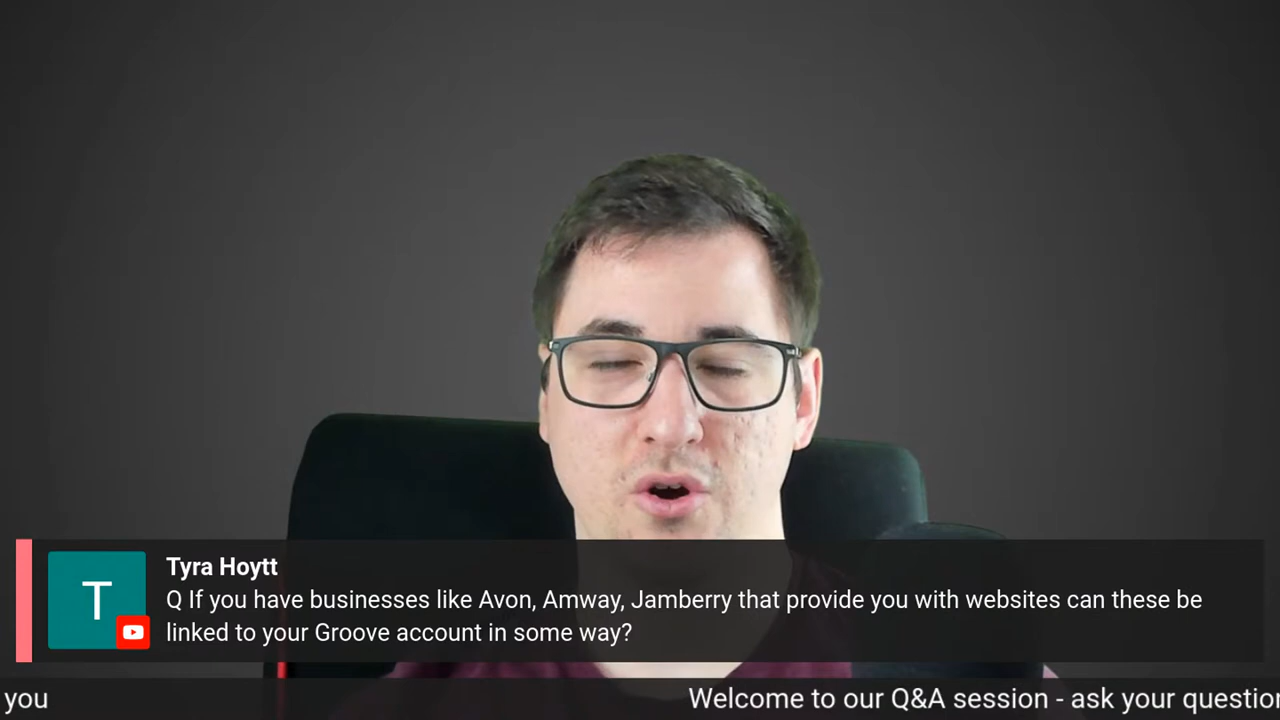 T
Tyra Hoytt
Q If you have businesses like Avon, Amway, Jamberry that provide you with websites can these be
linked to your Groove account in some way?
you
Welcome to our Q&A session - ask your question